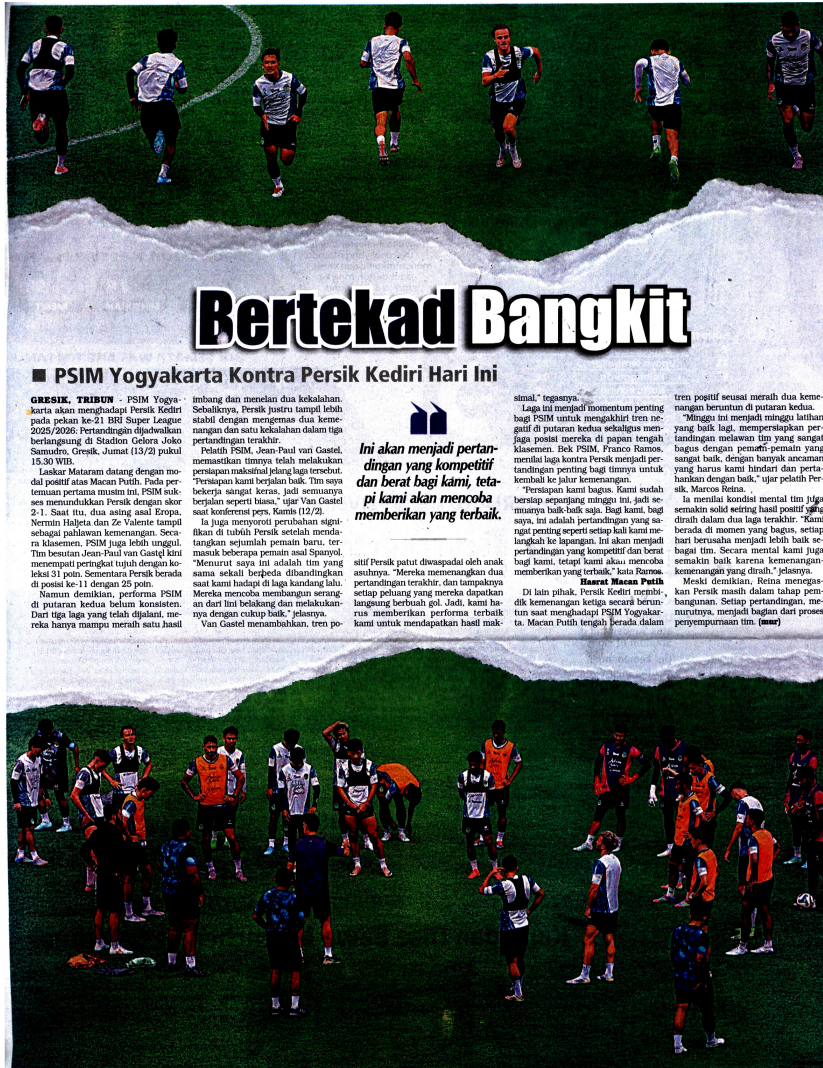 Bertekad Bangkit
■ PSIM Yogyakarta Kontra Persik Kediri Hari Ini
GRESIK, TRIBUN - PSIM Yogya-
karta akan menghadapi Persik Kediri
pada pekan ke-21 BRI Super League
2025/2026. Pertandingan dijadwalkan
berlangsung di Stadion Gelora Joko
Samudro, Gresik, Jumat (13/2) pukul
15.30 WIB.
Laskar Mataram datang dengan mo-
dal positif atas Macan Putih. Pada per-
temuan pertama musim ini, PSIM suk-
ses menundukkan Persik dengan skor
2-1. Saat itu, dua asing asal Eropa,
Nermin Haljeta dan Ze Valente tampil
sebagai pahlawan kemenangan. Seca-
ra klasemen, PSIM juga lebih unggul.
Tim besutan Jean-Paul van Gastel kini
menempati peringkat tujuh dengan ko-
leksi 31 poin. Sementara Persik berada
di posisi ke-11 dengan 25 poin.
Namun demikian, performa PSIM
di putaran kedua belum konsisten.
Dari tiga laga yang telah dijalani, me-
reka hanya mampu meraih satu hasil
imbang dan menelan dua kekalahan.
Sebaliknya, Persik justru tampil lebih
stabil dengan mengemas dua keme-
nangan dan satu kekalahan dalam tiga
pertandingan terakhir.
Pelatih PSIM, Jean-Paul van Gastel,
memastikan timnya telah melakukan
persiapan maksimal jelang laga tersebut.
"Persiapan kami berjalan baik. Tim saya
bekerja sangat keras, jadi semuanya
berjalan seperti biasa," ujar Van Gastel
saat konferensi pers, Kamis (12/2).
Ia juga menyoroti perubahan signi-
fikan di tubuh Persik setelah menda-
tangkan sejumlah pemain baru, ter-
masuk beberapa pemain asal Spanyol.
"Menurut saya ini adalah tim yang
sama sekali berbeda dibandingkan
saat kami hadapi di laga kandang lalu.
Mereka mencoba membangun serang-
an dari lini belakang dan melakukan-
nya dengan cukup baik," jelasnya.
Van Gastel menambahkan, tren po-
Ini akan menjadi pertan-
dingan yang kompetitif
dan berat bagi kami, teta-
pi kami akan mencoba
memberikan yang terbaik.
sitif Persik patut diwaspadai oleh anak
asuhnya. "Mereka memenangkan dua
pertandingan terakhir, dan tampaknya
setiap peluang yang mereka dapatkan
langsung berbuah gol. Jadi, kami ha-
rus memberikan performa terbaik
kami untuk mendapatkan hasil mak-
simal," tegasnya.
Laga ini menjadi momentum penting
bagi PSIM untuk mengakhiri tren ne-
gatif di putaran kedua sekaligus men-
jaga posisi mereka di papan tengah
klasemen. Bek PSIM, Franco Ramos,
menilai laga kontra Persik menjadi per-
tandingan penting bagi timnya untuk
kembali ke jalur kemenangan.
"Persiapan kami bagus. Kami sudah
bersiap sepanjang minggu ini, jadi se-
muanya baik-baik saja. Bagi kami, bagi
saya, ini adalah pertandingan yang sa-
ngat penting seperti setiap kali kami me-
langkah ke lapangan. Ini akan menjadi
pertandingan yang kompetitif dan berat
bagi kami, tetapi kami akan mencoba
memberikan yang terbaik," kata Ramos.
Hasrat Macan Putih
Di lain pihak, Persik Kediri membi-
dik kemenangan ketiga secara berun-
tun saat menghadapi PSIM Yogyakar-
ta. Macan Putih tengah berada dalam
tren positif seusai meraih dua keme-
nangan beruntun di putaran kedua.
"Minggu ini menjadi minggu latihan
yang baik lagi, mempersiapkan per-
tandingan melawan tim yang sangat
bagus dengan pemain-pemain yang
sangat baik, dengan banyak ancaman
yang harus kami hindari dan perta-
hankan dengan baik," ujar pelatih Per-
sik, Marcos Reina.
Ia menilai kondisi mental tim juga
semakin solid seiring hasil positif yang
diraih dalam dua laga terakhir. "Kami
berada di momen yang bagus, setiap
hari berusaha menjadi lebih baik se-
bagai tim. Secara mental kami juga
semakin baik karena kemenangan-
kemenangan yang diraih," jelasnya.
Meski demikian, Reina menegas-
kan Persik masih dalam tahap pem-
bangunan. Setiap pertandingan, me-
nurutnya, menjadi bagian dari proses
penyempurnaan tim. (mur)